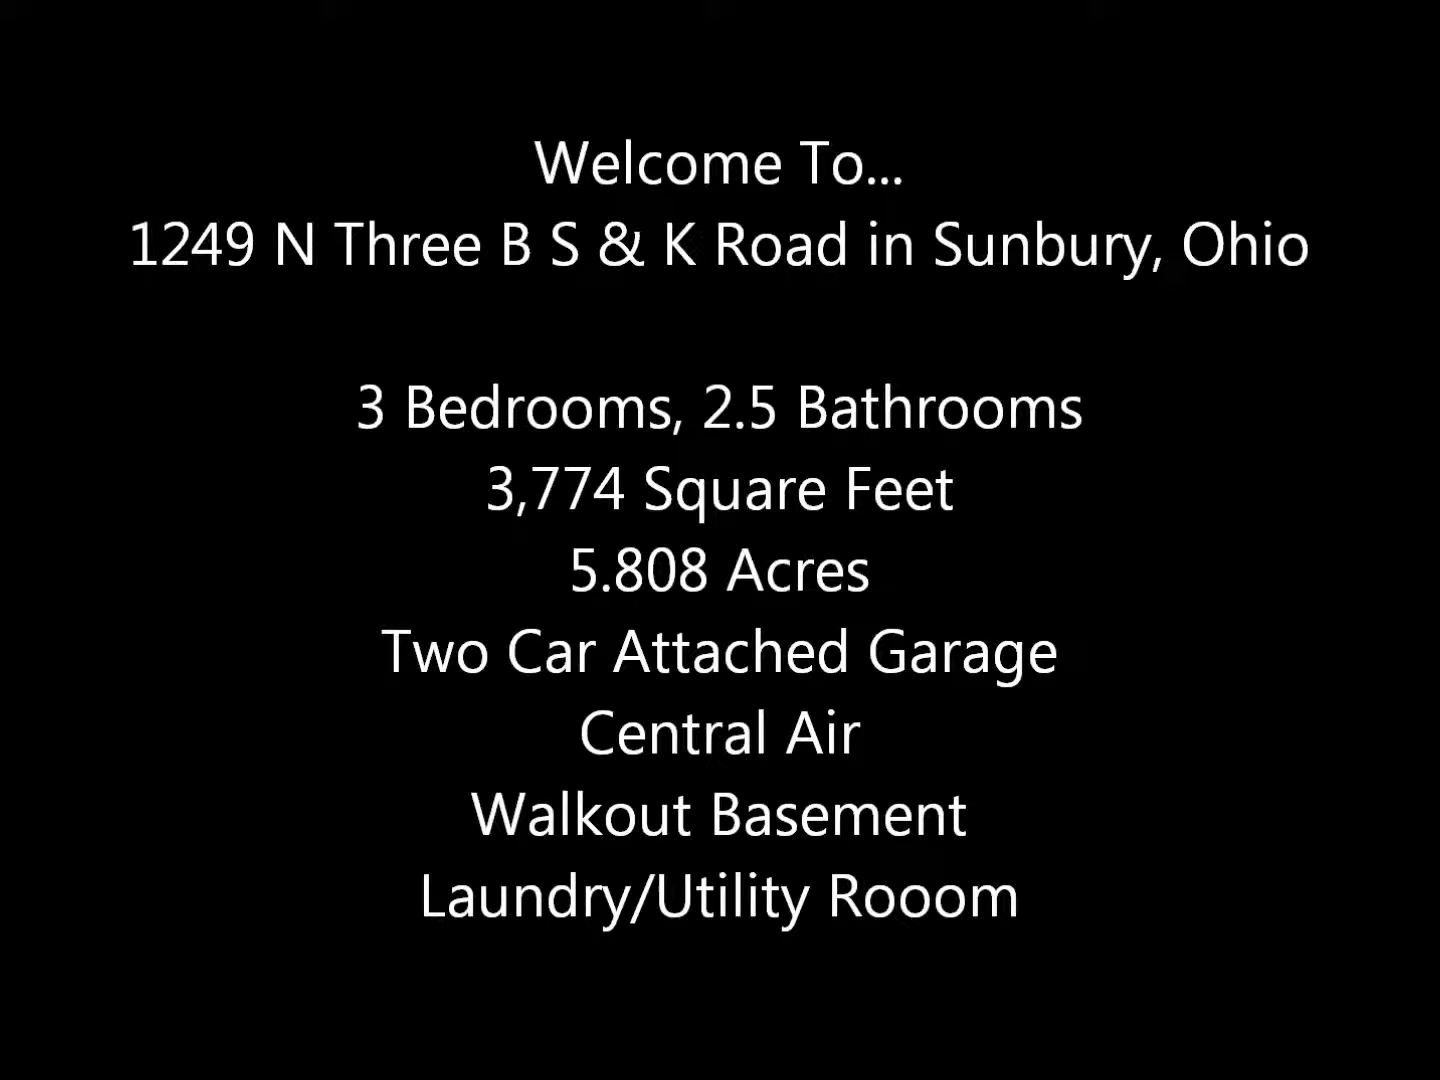 Welcome To...
1249 N Three B S & K Road in Sunbury, Ohio
3 Bedrooms, 2.5 Bathrooms
3,774 Square Feet
5.808 Acres
Two Car Attached Garage
Central Air
Walkout Basement
Laundry/Utility Rooom